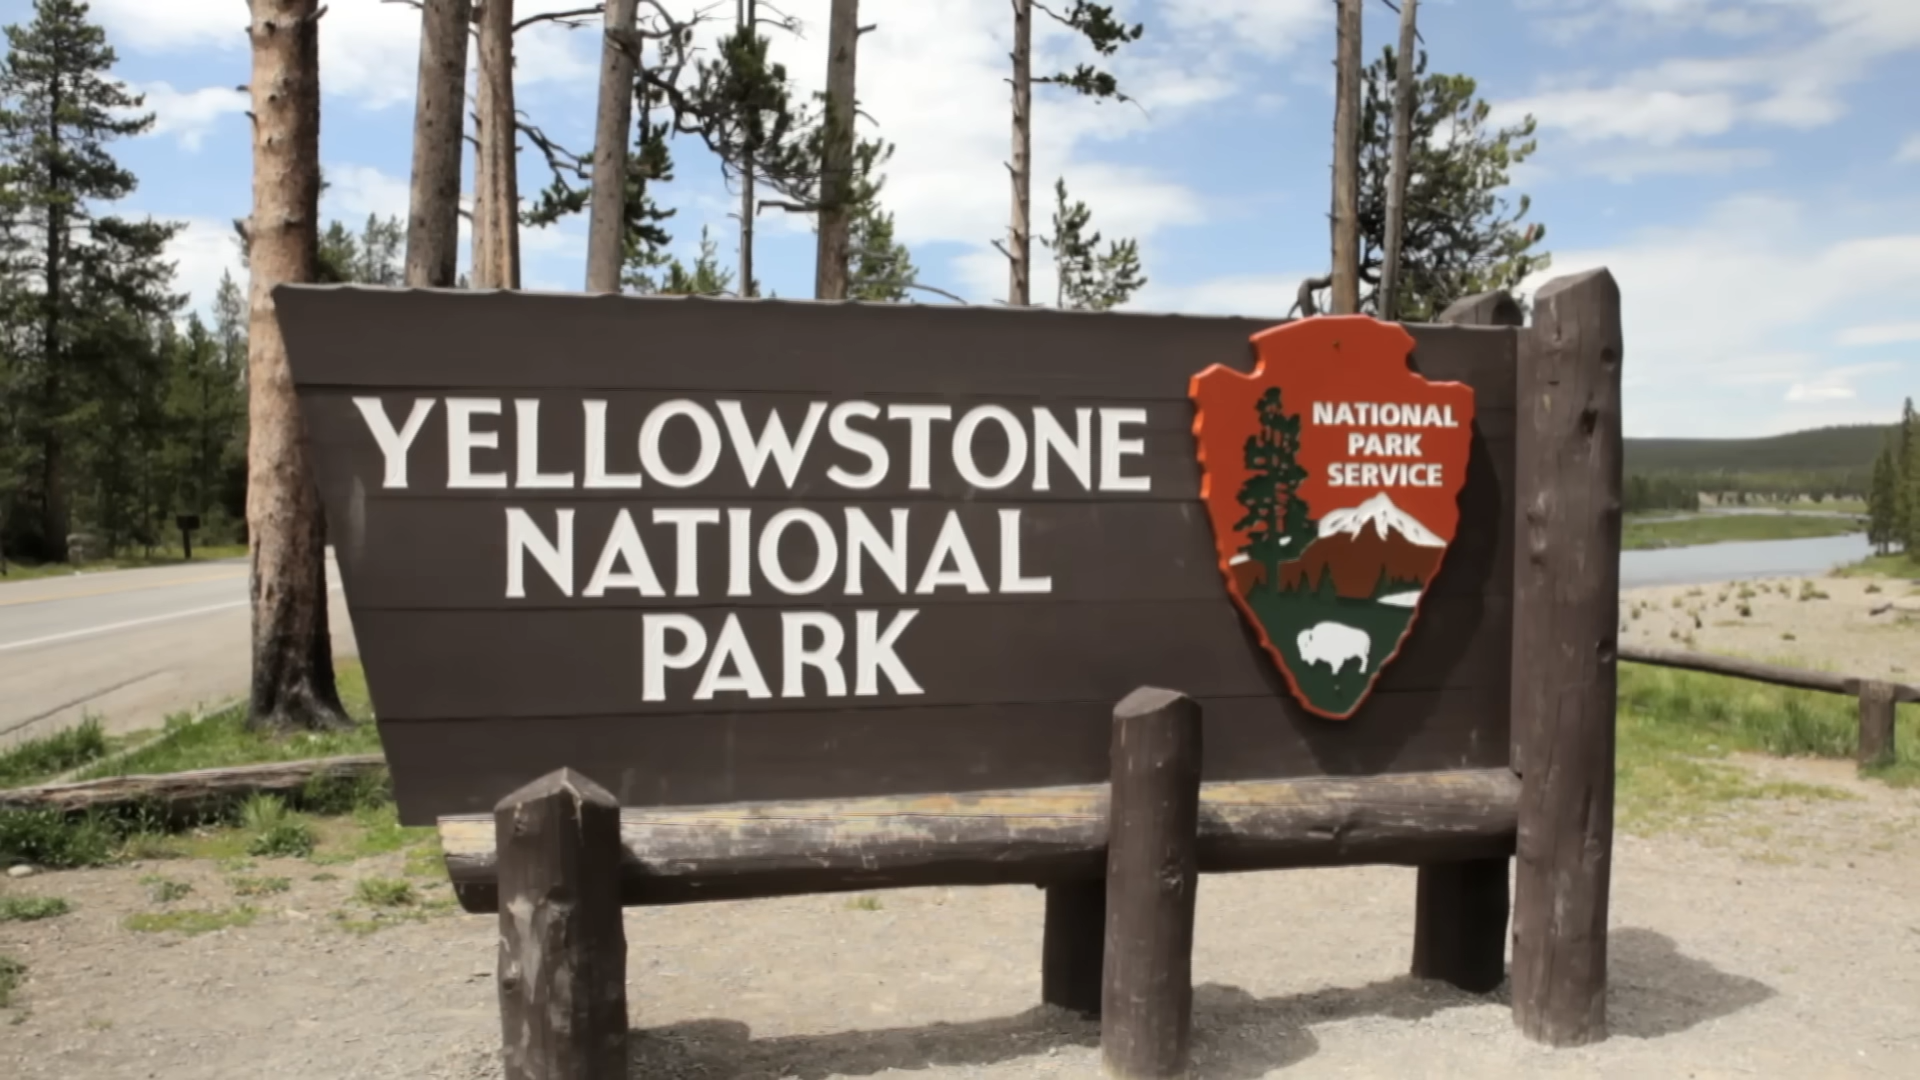 YELLOWSTONE
NATIONAL
PARK
NATIONAL
PARK
SERVICE